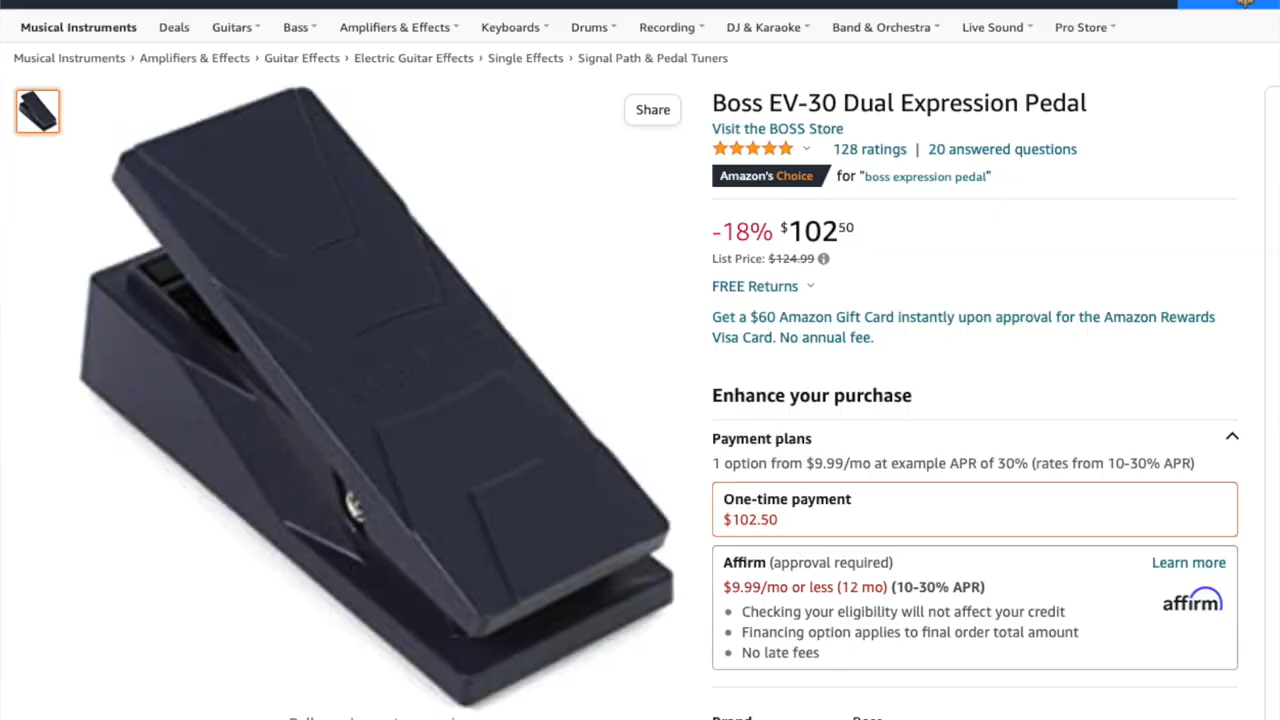 Musical Instruments Deals Guitars Bass Amplifiers & Effects Keyboards Drums Recording DJ & Karaoke Band & Orchestra Live Sound Pro Store
Musical Instruments › Amplifiers & Effects › Guitar Effects › Electric Guitar Effects › Single Effects › Signal Path & Pedal Tuners
Share
Boss EV-30 Dual Expression Pedal
Visit the BOSS Store
128 ratings | 20 answered questions
Amazon's Choice for "boss expression pedal"
-18% $102 50
List Price: $124.99
FREE Returns
Get a $60 Amazon Gift Card instantly upon approval for the Amazon Rewards
Visa Card. No annual fee.
Enhance your purchase
Payment plans
1 option from $9.99/mo at example APR of 30% (rates from 10-30% APR)
One-time payment
$102.50
Affirm (approval required) Learn more
$9.99/mo or less (12 mo) (10-30% APR)
affirm
• Checking your eligibility will not affect your credit
• Financing option applies to final order total amount
• No late fees
Brand Boss